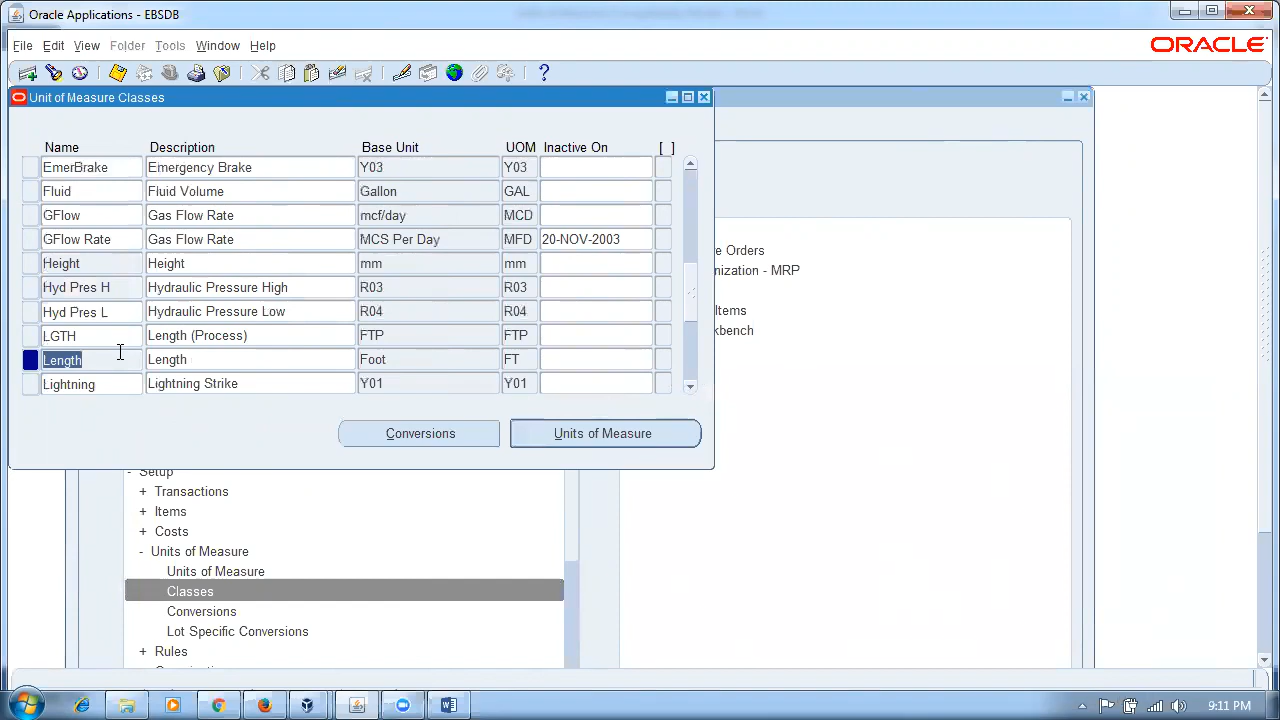 Oracle Applications - EBSDB
File Edit View Folder Tools Window Help
ORACLE
Unit of Measure Classes
Name Description Base Unit UOM Inactive On [ ]
EmerBrake Emergency Brake Y03 Y03
Fluid Fluid Volume Gallon GAL
GFlow Gas Flow Rate mcf/day MCD
GFlow Rate Gas Flow Rate MCS Per Day MFD 20-NOV-2003
Height Height mm mm
Hyd Pres H Hydraulic Pressure High R03 R03
Hyd Pres L Hydraulic Pressure Low R04 R04
LGTH Length (Process) FTP FTP
Length Length Foot FT
Lightning Lightning Strike Y01 Y01
Conversions Units of Measure
e Orders
nization - MRP
Items
kbench
- Setup
+ Transactions
+ Items
+ Costs
- Units of Measure
Units of Measure
Classes
Conversions
Lot Specific Conversions
+ Rules
9:11 PM